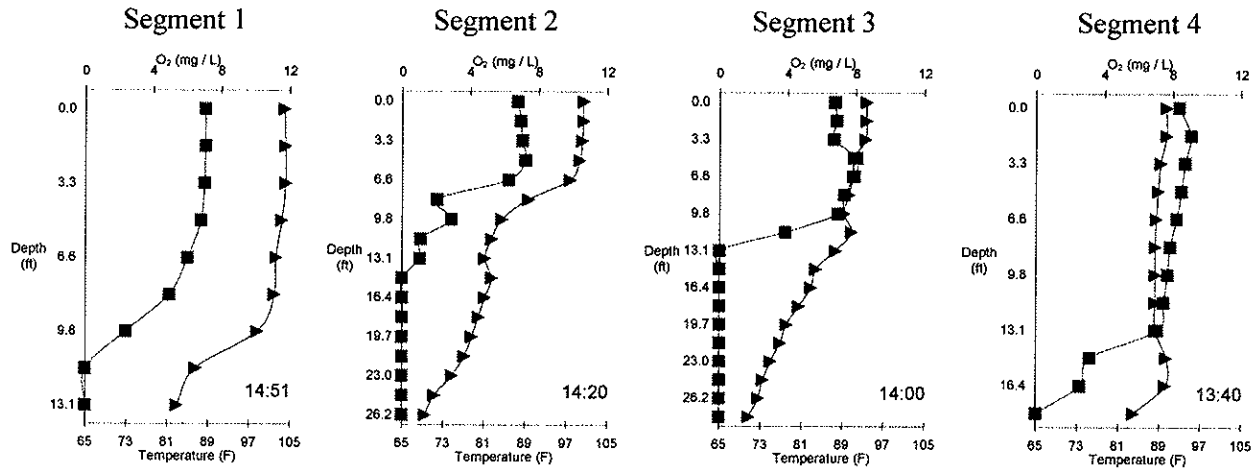 Segment 1
O₂ (mg / L)
0 4 8 12
0.0
3.3
6.6
9.8
13.1
Depth
(ft)
14:51
65 73 81 89 97 105
Temperature (F)
Segment 2
O₂ (mg / L)
0 4 8 12
0.0
3.3
6.6
9.8
13.1
16.4
19.7
23.0
26.2
Depth
(ft)
14:20
65 73 81 89 97 105
Temperature (F)
Segment 3
O₂ (mg / L)
0 4 8 12
0.0
3.3
6.6
9.8
13.1
16.4
19.7
23.0
26.2
Depth
(ft)
14:00
65 73 81 89 97 105
Temperature (F)
Segment 4
O₂ (mg / L)
0 4 8 12
0.0
3.3
6.6
9.8
13.1
16.4
Depth
(ft)
13:40
65 73 81 89 97 105
Temperature (F)